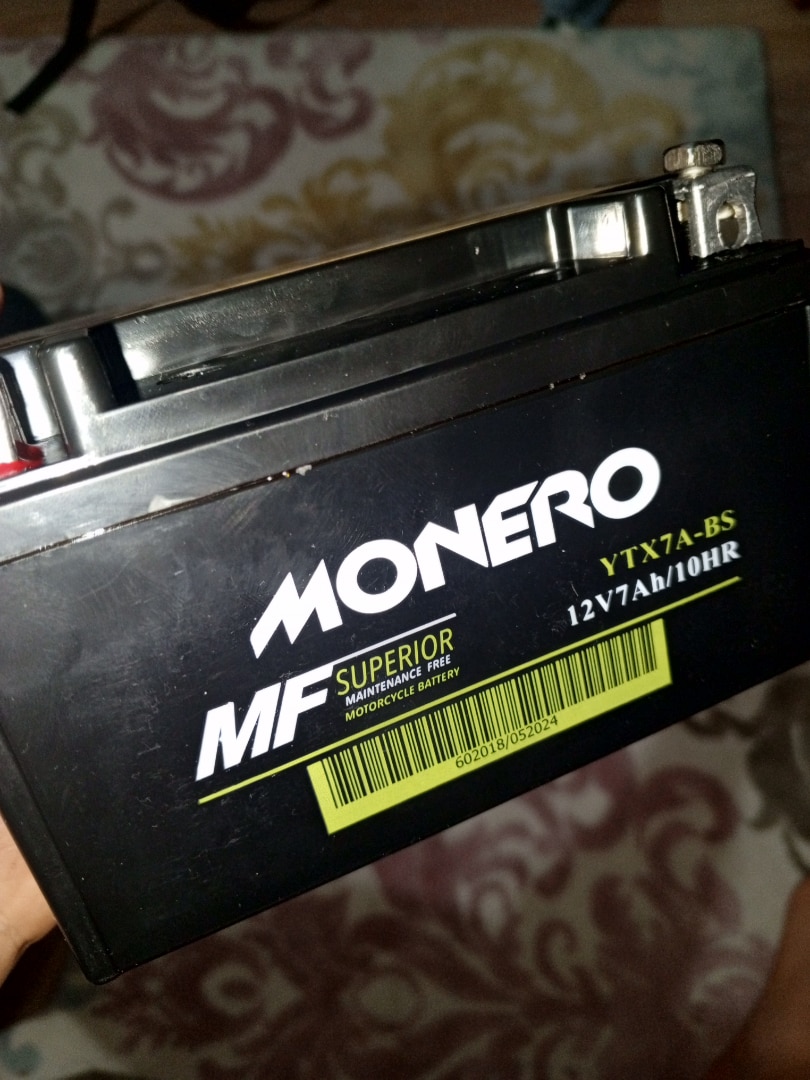 MONERO
YTX7A-BS
12V7Ah/10HR
MF SUPERIOR
MAINTENANCE FREE
MOTORCYCLE BATTERY
602018/052024